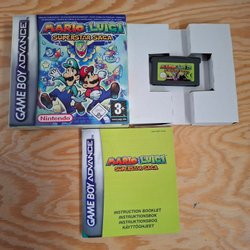 GAME BOY ADVANCE
MARIO & LUIGI
SUPERSTAR SAGA
Nintendo
3+
GAME BOY ADVANCE
MARIO & LUIGI
SUPERSTAR SAGA
INSTRUCTION BOOKLET
INSTRUKTIONSBOK
INSTRUKTIONSBOG
KÄYTTÖOHJEET